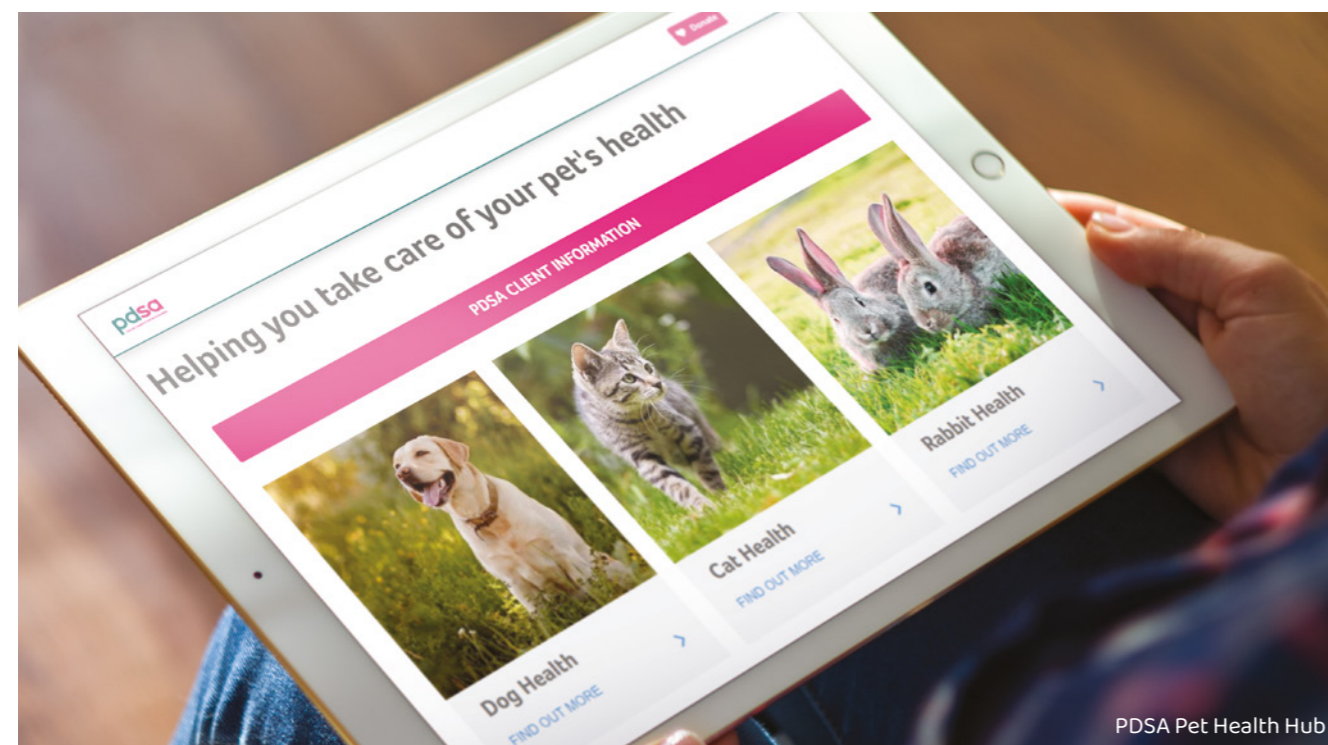 Donate
pdsa
Helping you take care of your pet's health
PDSA CLIENT INFORMATION
Dog Health
FIND OUT MORE
Cat Health
FIND OUT MORE
Rabbit Health
FIND OUT MORE
PDSA Pet Health Hub